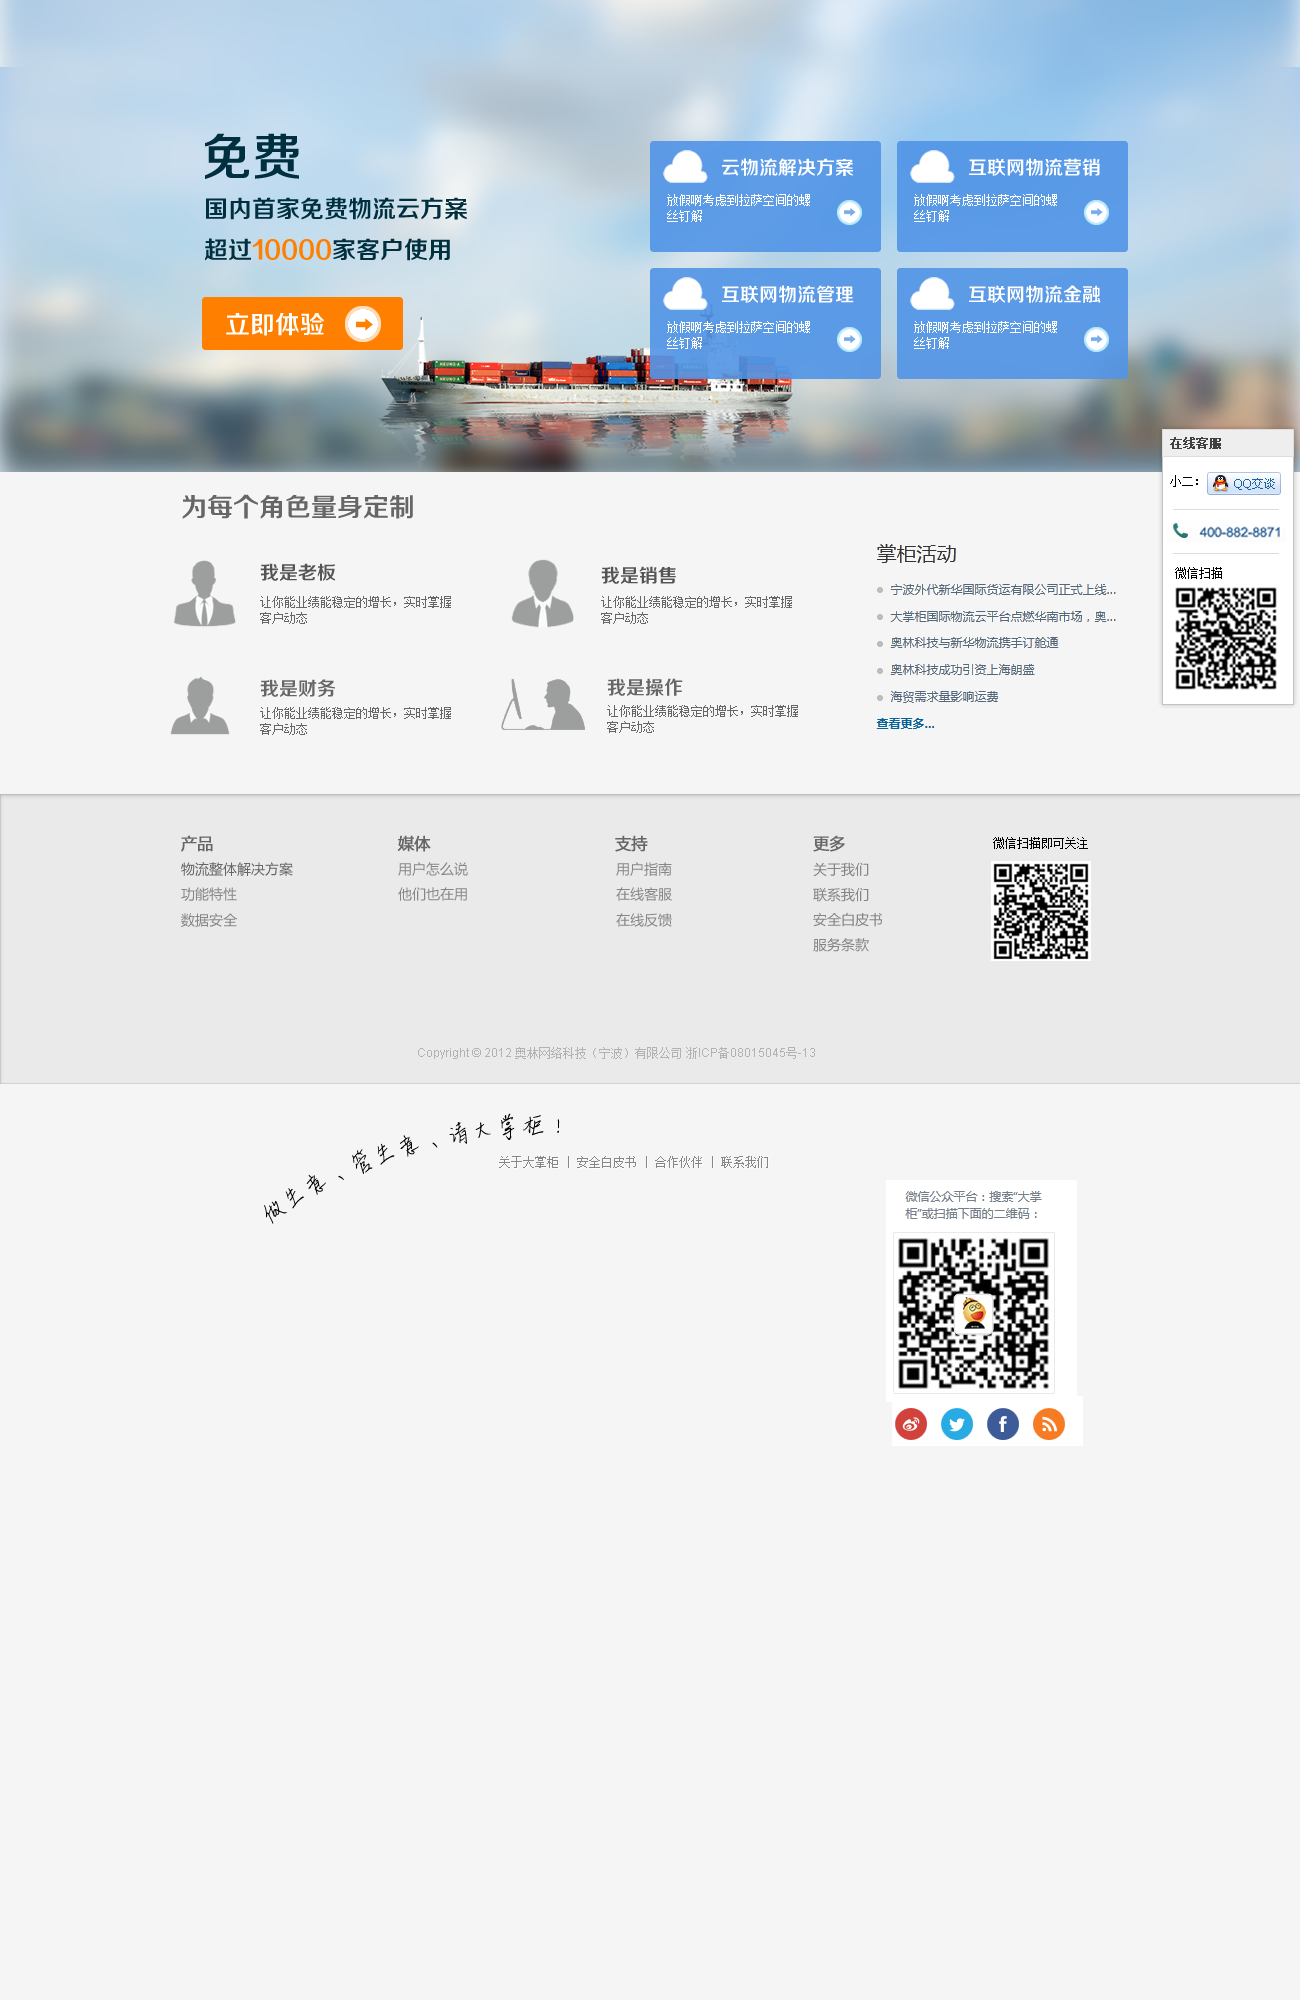 免费
国内首家免费物流云方案
超过10000家客户使用
立即体验
云物流解决方案
放假啊考虑到拉萨空间的螺
丝钉解
互联网物流营销
放假啊考虑到拉萨空间的螺
丝钉解
互联网物流管理
放假啊考虑到拉萨空间的螺
丝钉解
互联网物流金融
放假啊考虑到拉萨空间的螺
丝钉解
在线客服
小二：
QQ交谈
400-882-8871
微信扫描
为每个角色量身定制
我是老板
让你能业绩能稳定的增长，实时掌握
客户动态
我是销售
让你能业绩能稳定的增长，实时掌握
客户动态
我是财务
让你能业绩能稳定的增长，实时掌握
客户动态
我是操作
让你能业绩能稳定的增长，实时掌握
客户动态
掌柜活动
宁波外代新华国际货运有限公司正式上线...
大掌柜国际物流云平台点燃华南市场，奥...
奥林科技与新华物流携手订舱通
奥林科技成功引资上海朗盛
海贸需求量影响运费
查看更多...
产品
物流整体解决方案
功能特性
数据安全
媒体
用户怎么说
他们也在用
支持
用户指南
在线客服
在线反馈
更多
关于我们
联系我们
安全白皮书
服务条款
微信扫描即可关注
Copyright © 2012 奥林网络科技（宁波）有限公司 浙ICP备08015045号-13
做生意、管生意、请大掌柜！
关于大掌柜 | 安全白皮书 | 合作伙伴 | 联系我们
微信公众平台：搜索“大掌
柜”或扫描下面的二维码：